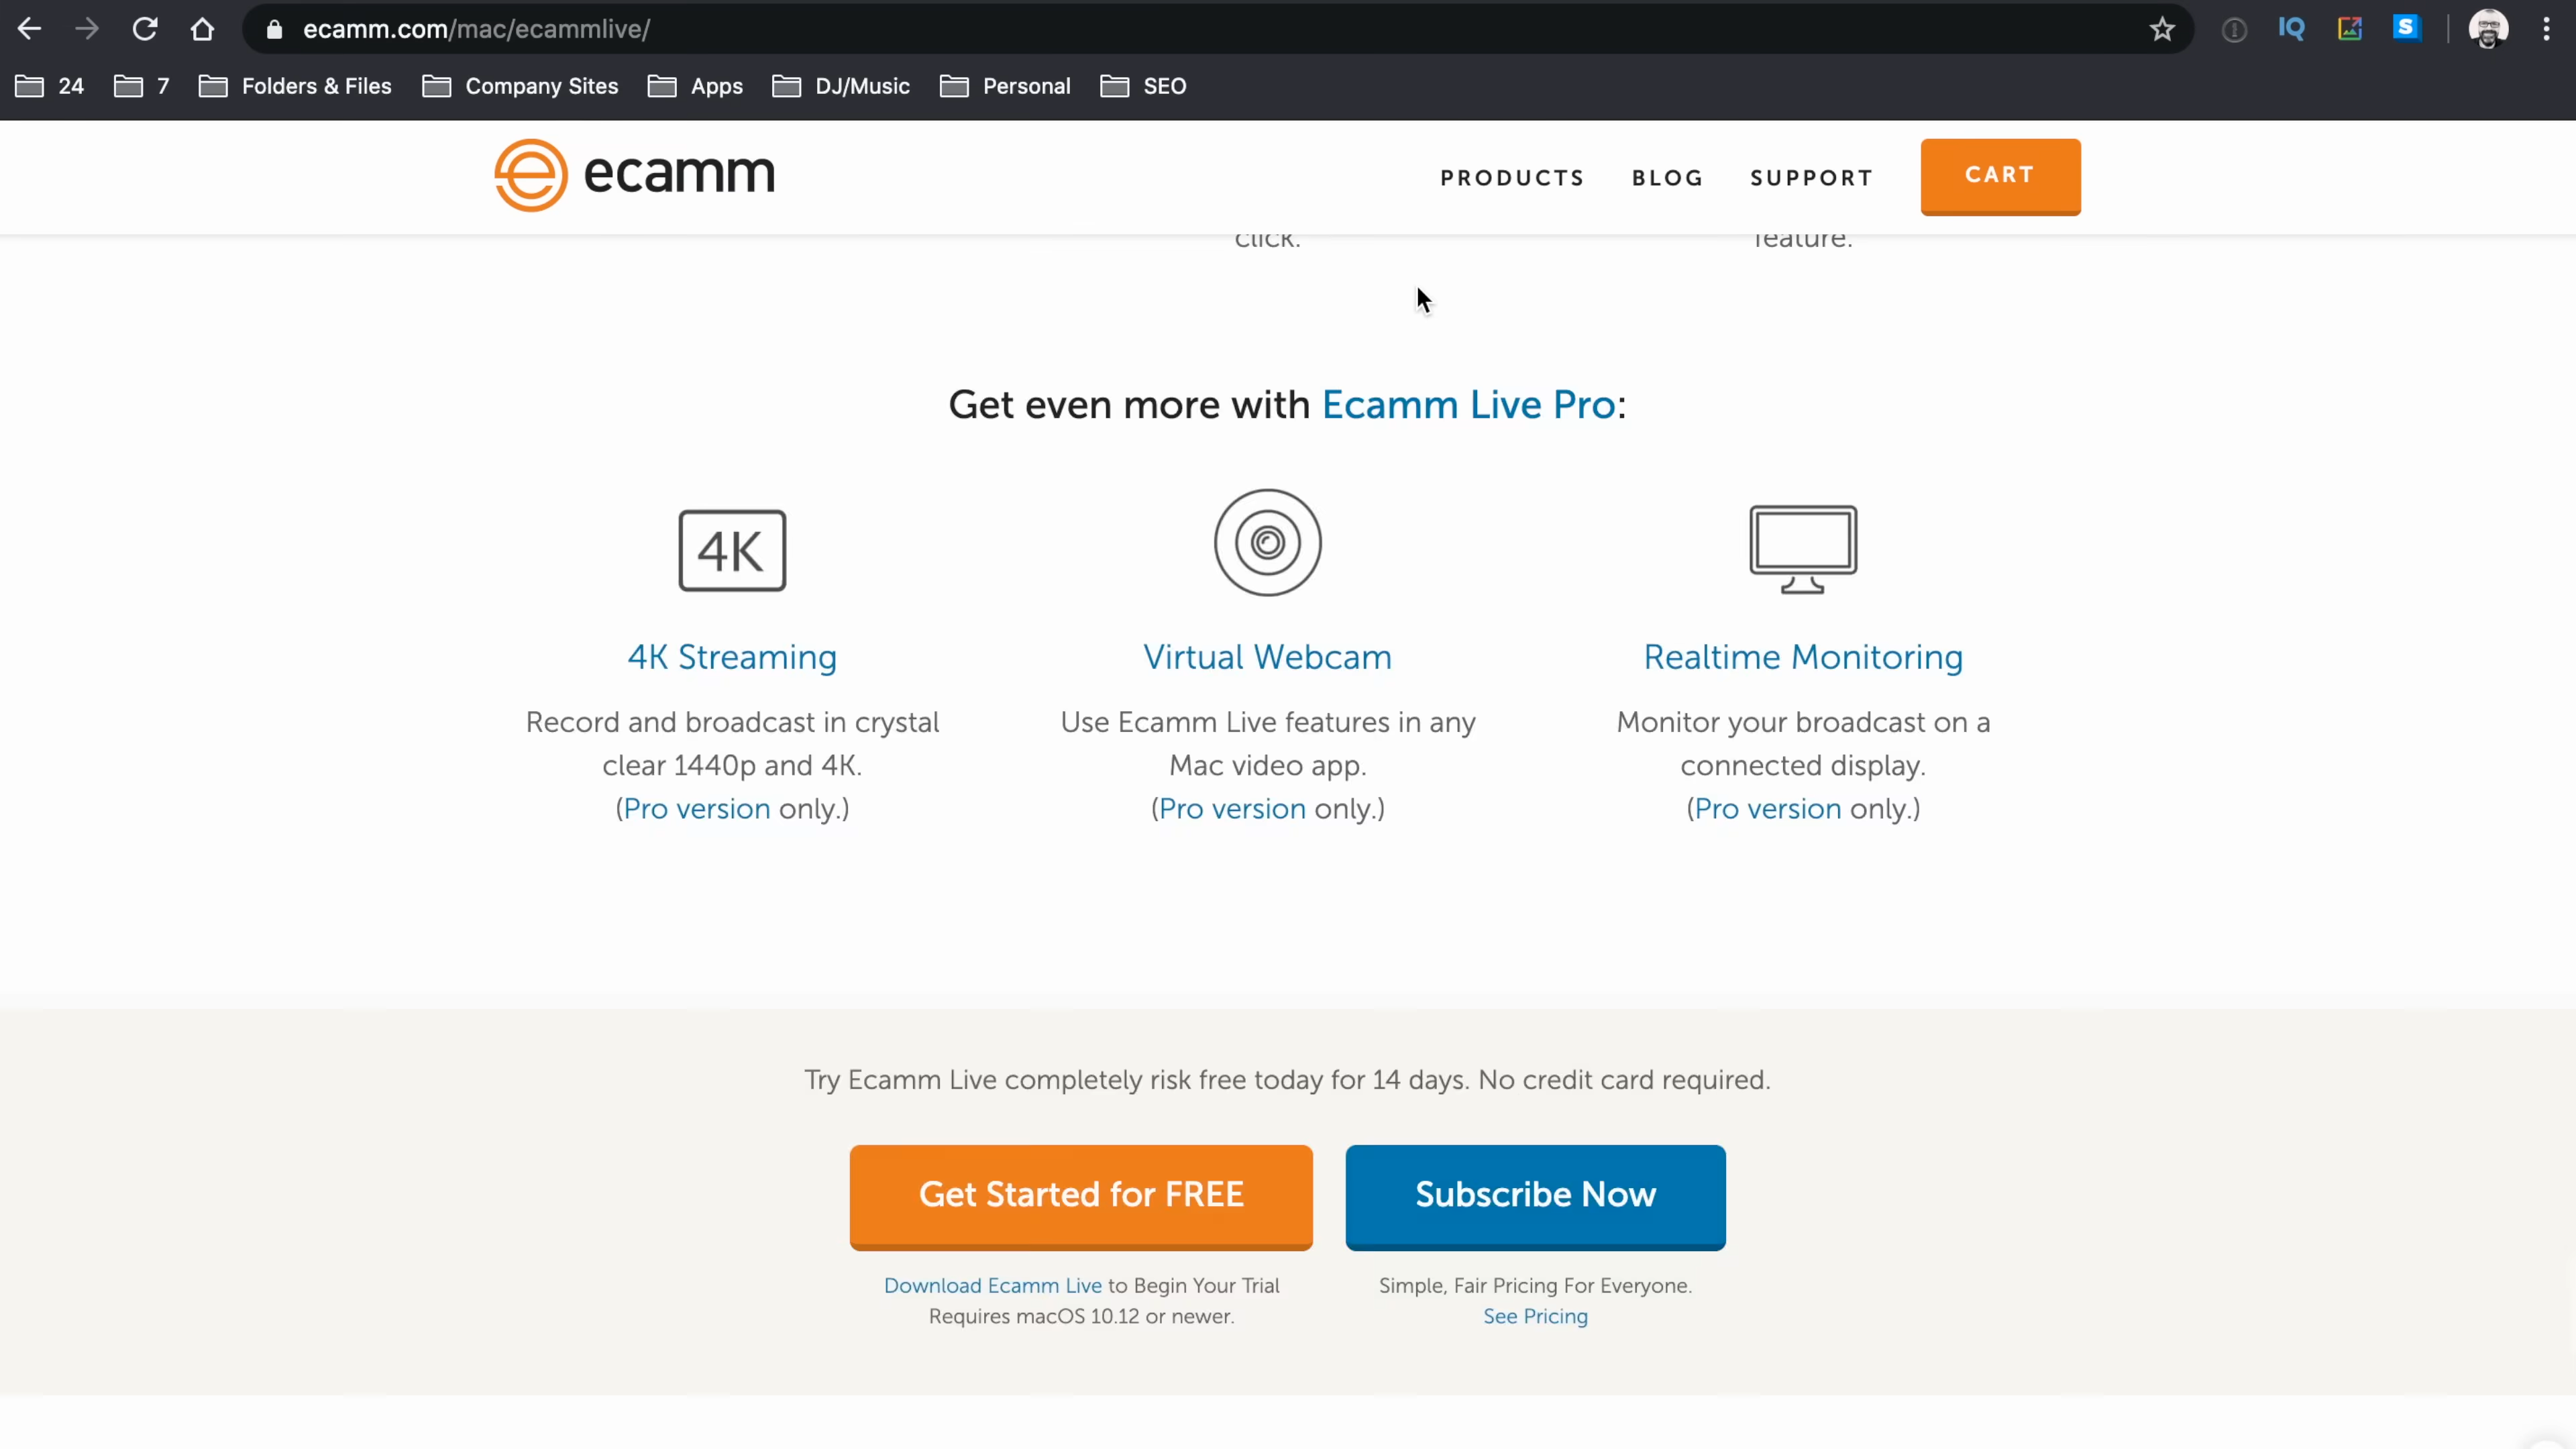 ecamm.com/mac/ecammlive/
IQ
S
24
7
Folders & Files
Company Sites
Apps
DJ/Music
Personal
SEO
ecamm
PRODUCTS
BLOG
SUPPORT
CART
click.
feature.
Get even more with Ecamm Live Pro:
4K
4K Streaming
Record and broadcast in crystal
clear 1440p and 4K.
(Pro version only.)
Virtual Webcam
Use Ecamm Live features in any
Mac video app.
(Pro version only.)
Realtime Monitoring
Monitor your broadcast on a
connected display.
(Pro version only.)
Try Ecamm Live completely risk free today for 14 days. No credit card required.
Get Started for FREE
Download Ecamm Live to Begin Your Trial
Requires macOS 10.12 or newer.
Subscribe Now
Simple, Fair Pricing For Everyone.
See Pricing